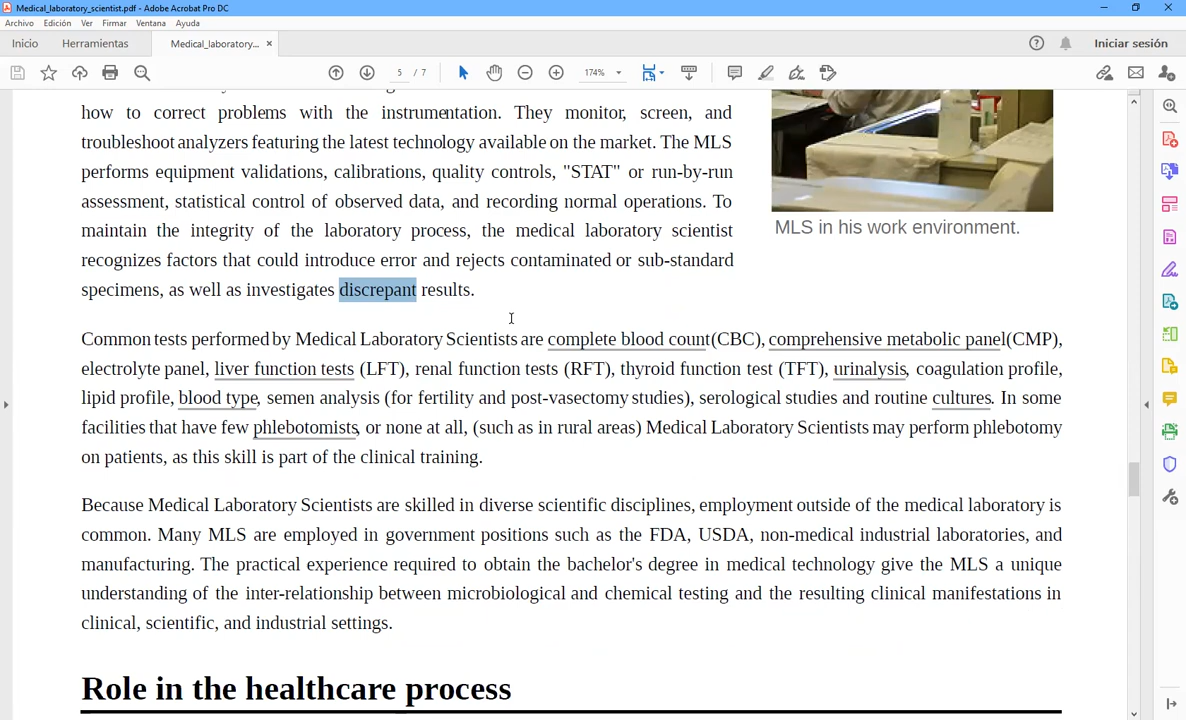 Medical_laboratory_scientist.pdf - Adobe Acrobat Pro DC
Archivo Edición Ver Firmar Ventana Ayuda
Inicio Herramientas Medical_laboratory... × Iniciar sesión
5 / 7 174%
how to correct problems with the instrumentation. They monitor, screen, and
troubleshoot analyzers featuring the latest technology available on the market. The MLS
performs equipment validations, calibrations, quality controls, "STAT" or run-by-run
assessment, statistical control of observed data, and recording normal operations. To
maintain the integrity of the laboratory process, the medical laboratory scientist
recognizes factors that could introduce error and rejects contaminated or sub-standard
specimens, as well as investigates discrepant results.
MLS in his work environment.
Common tests performed by Medical Laboratory Scientists are complete blood count(CBC), comprehensive metabolic panel(CMP),
electrolyte panel, liver function tests (LFT), renal function tests (RFT), thyroid function test (TFT), urinalysis, coagulation profile,
lipid profile, blood type, semen analysis (for fertility and post-vasectomy studies), serological studies and routine cultures. In some
facilities that have few phlebotomists, or none at all, (such as in rural areas) Medical Laboratory Scientists may perform phlebotomy
on patients, as this skill is part of the clinical training.
Because Medical Laboratory Scientists are skilled in diverse scientific disciplines, employment outside of the medical laboratory is
common. Many MLS are employed in government positions such as the FDA, USDA, non-medical industrial laboratories, and
manufacturing. The practical experience required to obtain the bachelor's degree in medical technology give the MLS a unique
understanding of the inter-relationship between microbiological and chemical testing and the resulting clinical manifestations in
clinical, scientific, and industrial settings.
Role in the healthcare process